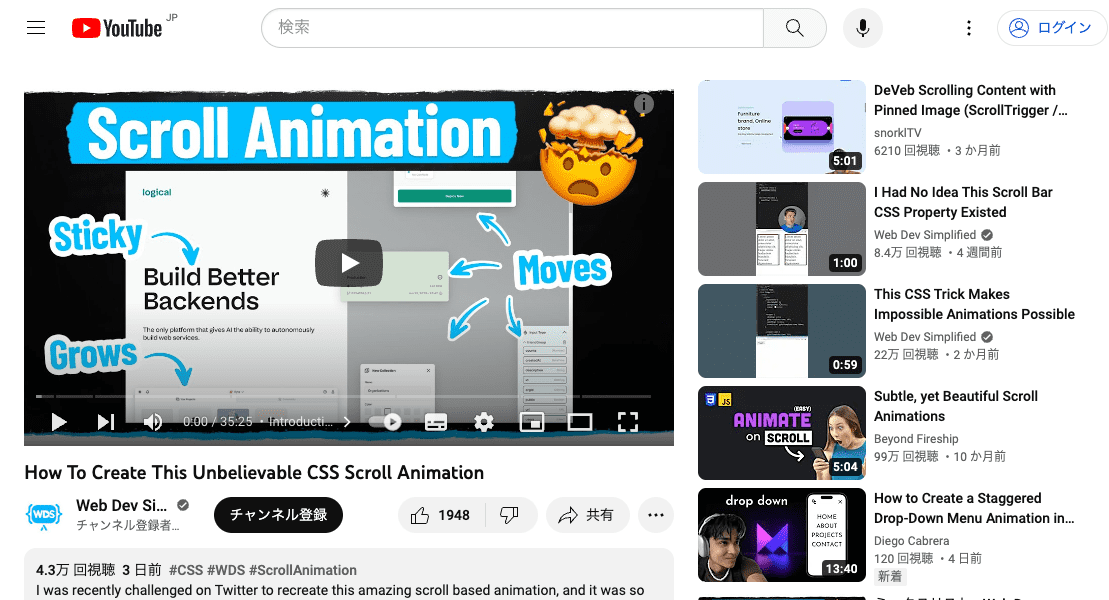 YouTube JP
検索
ログイン
Scroll Animation
logical
Sticky
Build Better
Backends
Moves
The only platform that gives AI the ability to autonomously
build web services.
Grows
0:00 / 35:25 • Introducti...
How To Create This Unbelievable CSS Scroll Animation
WDS
Web Dev Si...
チャンネル登録者...
チャンネル登録
1948
共有
4.3万 回視聴 3 日前 #CSS #WDS #ScrollAnimation
I was recently challenged on Twitter to recreate this amazing scroll based animation, and it was so
Furniture
brand, Online
store
5:01
DeVeb Scrolling Content with
Pinned Image (ScrollTrigger /...
snorklTV
6210 回視聴 • 3 か月前
1:00
I Had No Idea This Scroll Bar
CSS Property Existed
Web Dev Simplified
8.4万 回視聴 • 4 週間前
0:59
This CSS Trick Makes
Impossible Animations Possible
Web Dev Simplified
22万 回視聴 • 2 か月前
JS
(EASY)
ANIMATE
on SCROLL
5:04
Subtle, yet Beautiful Scroll
Animations
Beyond Fireship
99万 回視聴 • 10 か月前
drop down
HOME
ABOUT
PROJECTS
CONTACT
13:40
How to Create a Staggered
Drop-Down Menu Animation in...
Diego Cabrera
120 回視聴 • 4 日前
新着